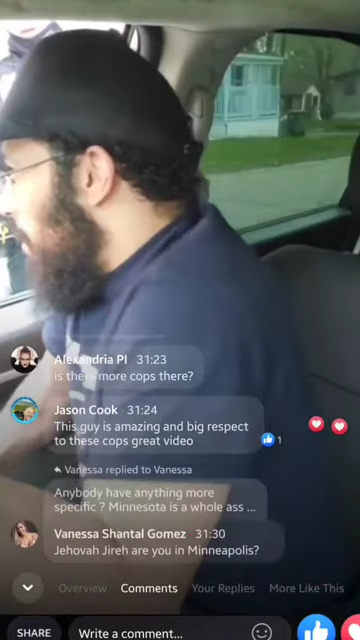 Alexandria Pl 31:23
is the more cops there?
Jason Cook 31:24
This guy is amazing and big respect
to these cops great video
1
Vanessa replied to Vanessa
Anybody have anything more
specific ? Minnesota is a whole ass ...
Vanessa Shantal Gomez 31:30
Jehovah Jireh are you in Minneapolis?
Overview Comments Your Replies More Like This
SHARE Write a comment...